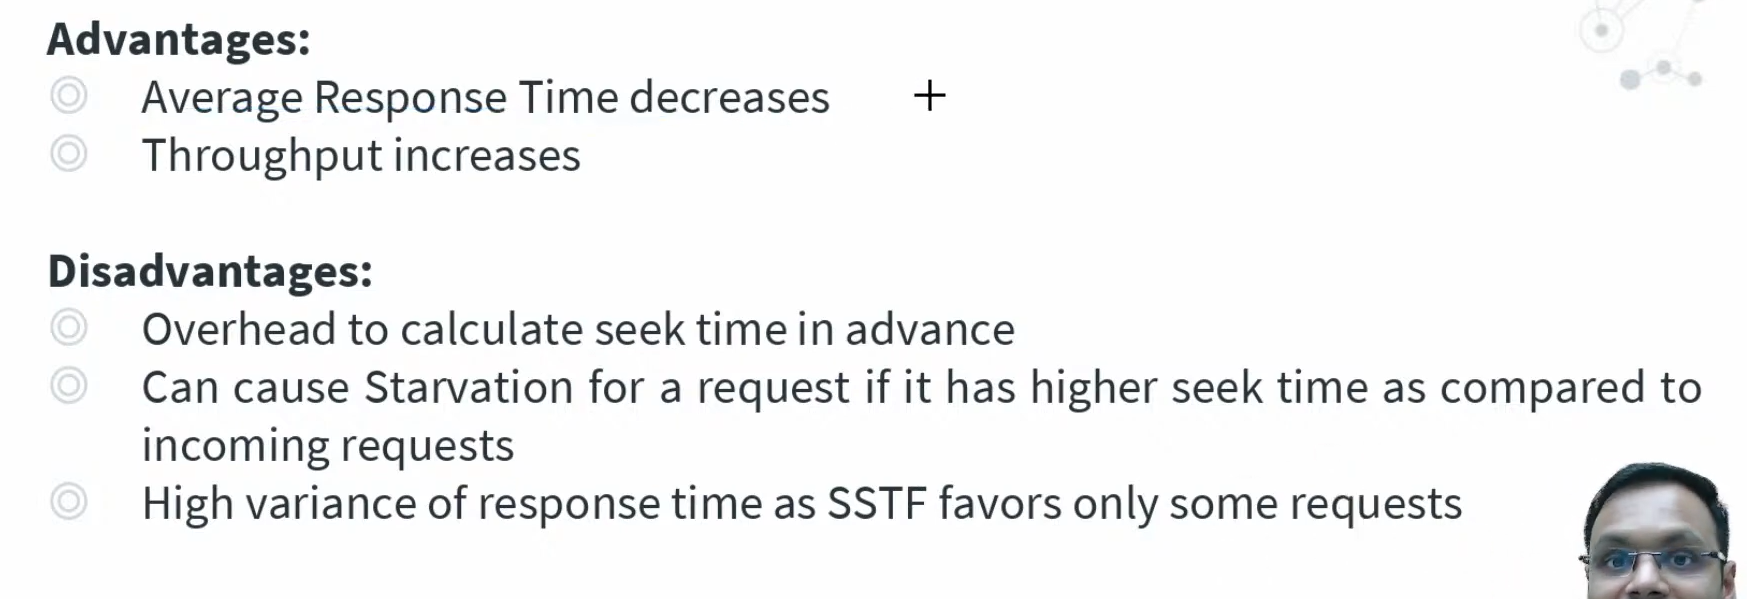 Advantages:
Average Response Time decreases
Throughput increases
Disadvantages:
Overhead to calculate seek time in advance
Can cause Starvation for a request if it has higher seek time as compared to
incoming requests
High variance of response time as SSTF favors only some requests